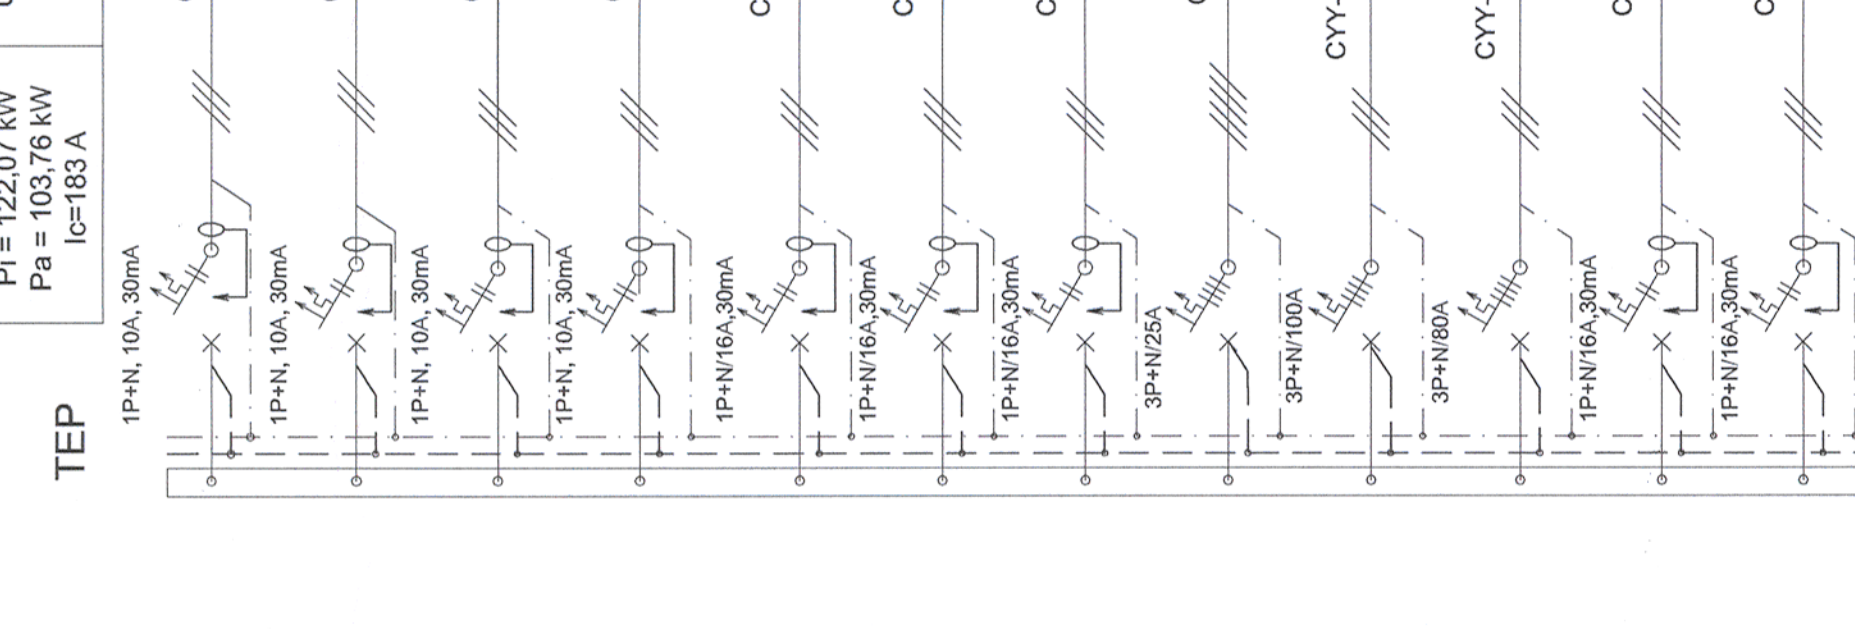 Pi = 122,07 kW
Pa = 103,76 kW
Ic=183 A
TEP
1P+N, 10A, 30mA
1P+N, 10A, 30mA
1P+N, 10A, 30mA
1P+N, 10A, 30mA
1P+N/16A,30mA
1P+N/16A,30mA
1P+N/16A,30mA
3P+N/25A
3P+N/100A
3P+N/80A
1P+N/16A,30mA
1P+N/16A,30mA
C
C
C
CYY-
CYY-
C
C